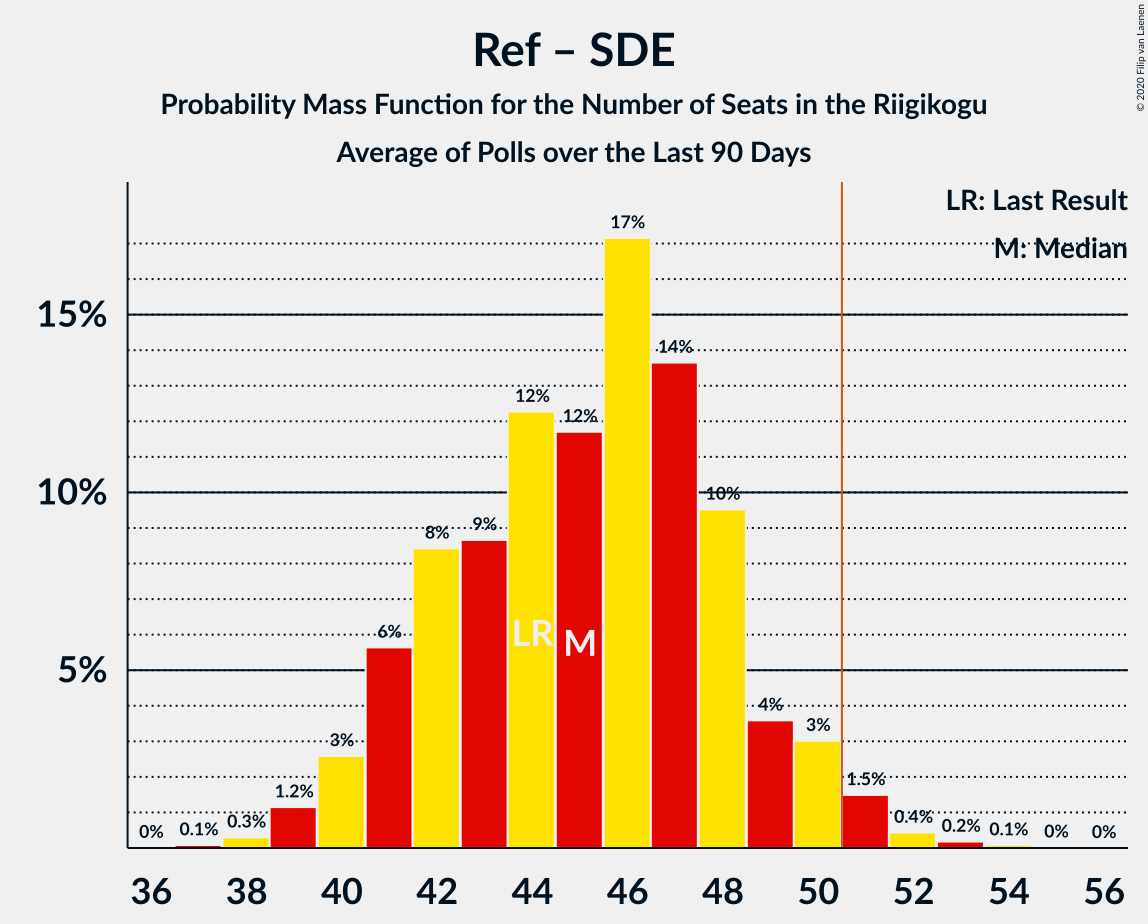 Ref – SDE
Probability Mass Function for the Number of Seats in the Riigikogu
Average of Polls over the Last 90 Days
© 2020 Filip van Laenen
LR: Last Result
M: Median
17%
15%
14%
12%
12%
10%
10%
9%
8%
6%
LR
M
5%
4%
3%
3%
1.5%
1.2%
0.4%
0.3%
0.2%
0.1%
0.1%
0%
0%
0%
36 38 40 42 44 46 48 50 52 54 56